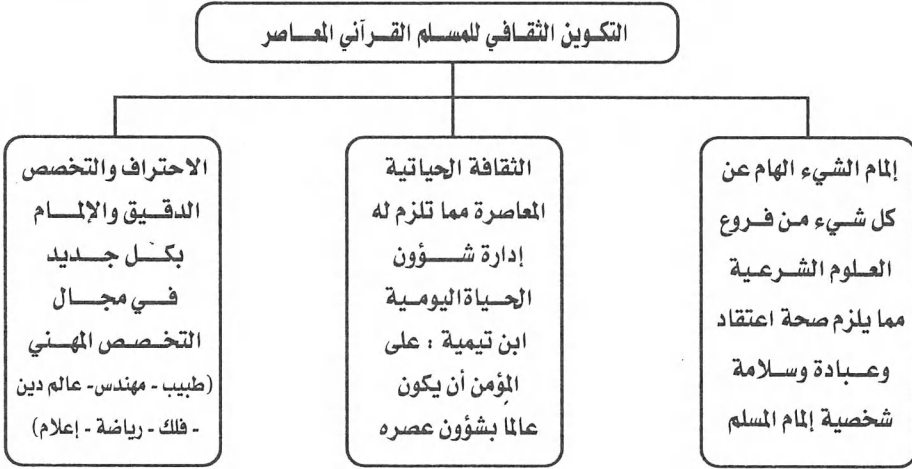 التكوين الثقافي للمسلم القرآني المعاصر
إلمام الشيء الهام عن
كل شيء من فروع
العلوم الشرعية
مما يلزم صحة اعتقاد
وعبادة وسلامة
شخصية إلمام المسلم
الثقافة الحياتية
المعاصرة مما تلزم له
إدارة شؤون
الحياة اليومية
ابن تيمية : على
المؤمن أن يكون
عالما بشؤون عصره
الاحتراف والتخصص
الدقيق والإلمام
بكل جديد
في مجال
التخصص المهني
(طبيب - مهندس - عالم دين
- فلك - رياضة - إعلام)